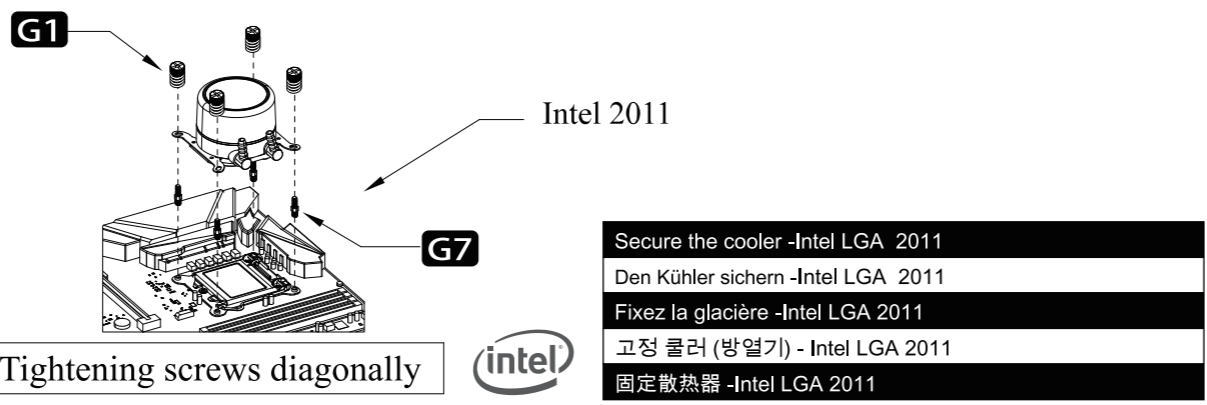 G1
Intel 2011
G7
Tightening screws diagonally
intel
Secure the cooler -Intel LGA 2011
Den Kühler sichern -Intel LGA 2011
Fixez la glacière -Intel LGA 2011
고정 쿨러 (방열기) - Intel LGA 2011
固定散热器 -Intel LGA 2011